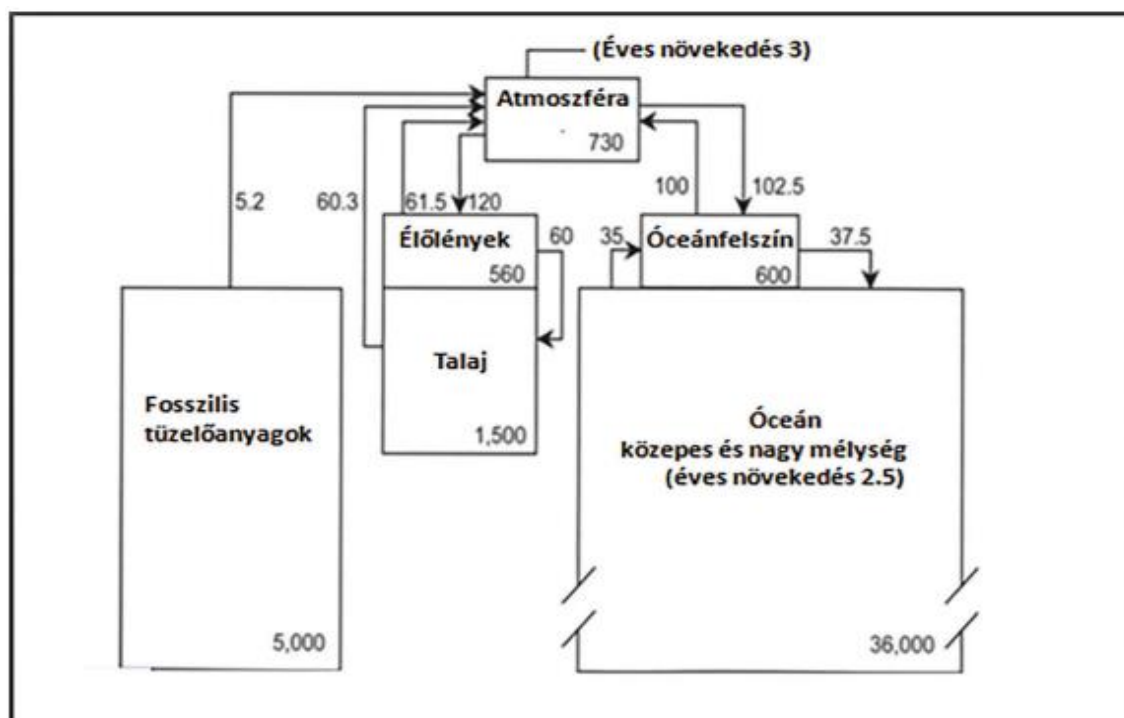 (Éves növekedés 3)
Atmoszféra
730
5.2
60.3
61.5
120
100
102.5
Élőlények
560
60
35
Óceánfelszín
600
37.5
Fosszilis
tüzelőanyagok
5,000
Talaj
1,500
Óceán
közepes és nagy mélység
(éves növekedés 2.5)
36,000